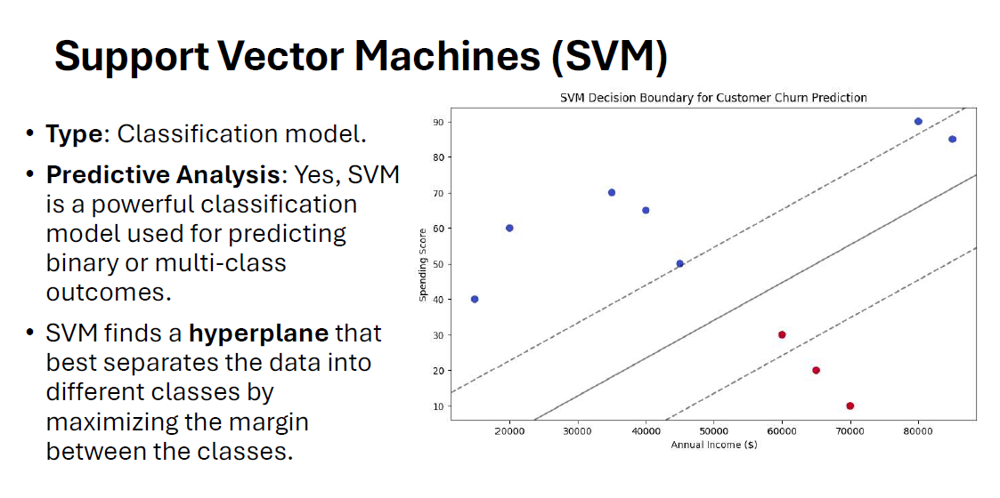 Support Vector Machines (SVM)
• Type: Classification model.
• Predictive Analysis: Yes, SVM
is a powerful classification
model used for predicting
binary or multi-class
outcomes.
• SVM finds a hyperplane that
best separates the data into
different classes by
maximizing the margin
between the classes.
SVM Decision Boundary for Customer Churn Prediction
Spending Score
90
80
70
60
50
40
30
20
10
20000 30000 40000 50000 60000 70000 80000
Annual Income ($)